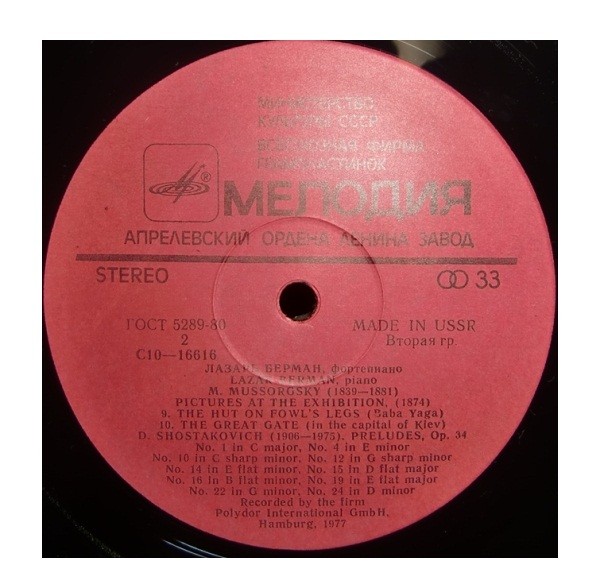 МИНИСТЕРСТВО
КУЛЬТУРЫ СССР
ВСЕСОЮЗНАЯ ФИРМА
ГРАМПЛАСТИНОК
®
МЕЛОДИЯ
АПРЕЛЕВСКИЙ ОРДЕНА ЛЕНИНА ЗАВОД
STEREO 33
ГОСТ 5289-80 MADE IN USSR
2 Вторая гр.
С10—16616
ЛАЗАРЬ БЕРМАН, фортепиано
LAZAR BERMAN, piano
M. MUSSORGSKY (1839—1881)
PICTURES AT THE EXHIBITION, (1874)
9. THE HUT ON FOWL'S LEGS (Baba Yaga)
10. THE GREAT GATE (in the capital of Kiev)
D. SHOSTAKOVICH (1906—1975). PRELUDES, Op. 34
No. 1 in C major, No. 4 in E minor
No. 10 in C sharp minor, No. 12 in G sharp minor
No. 14 in E flat minor, No. 15 in D flat major
No. 16 in B flat minor, No. 19 in E flat major
No. 22 in G minor, No. 24 in D minor
Recorded by the firm
Polydor International GmbH,
Hamburg, 1977